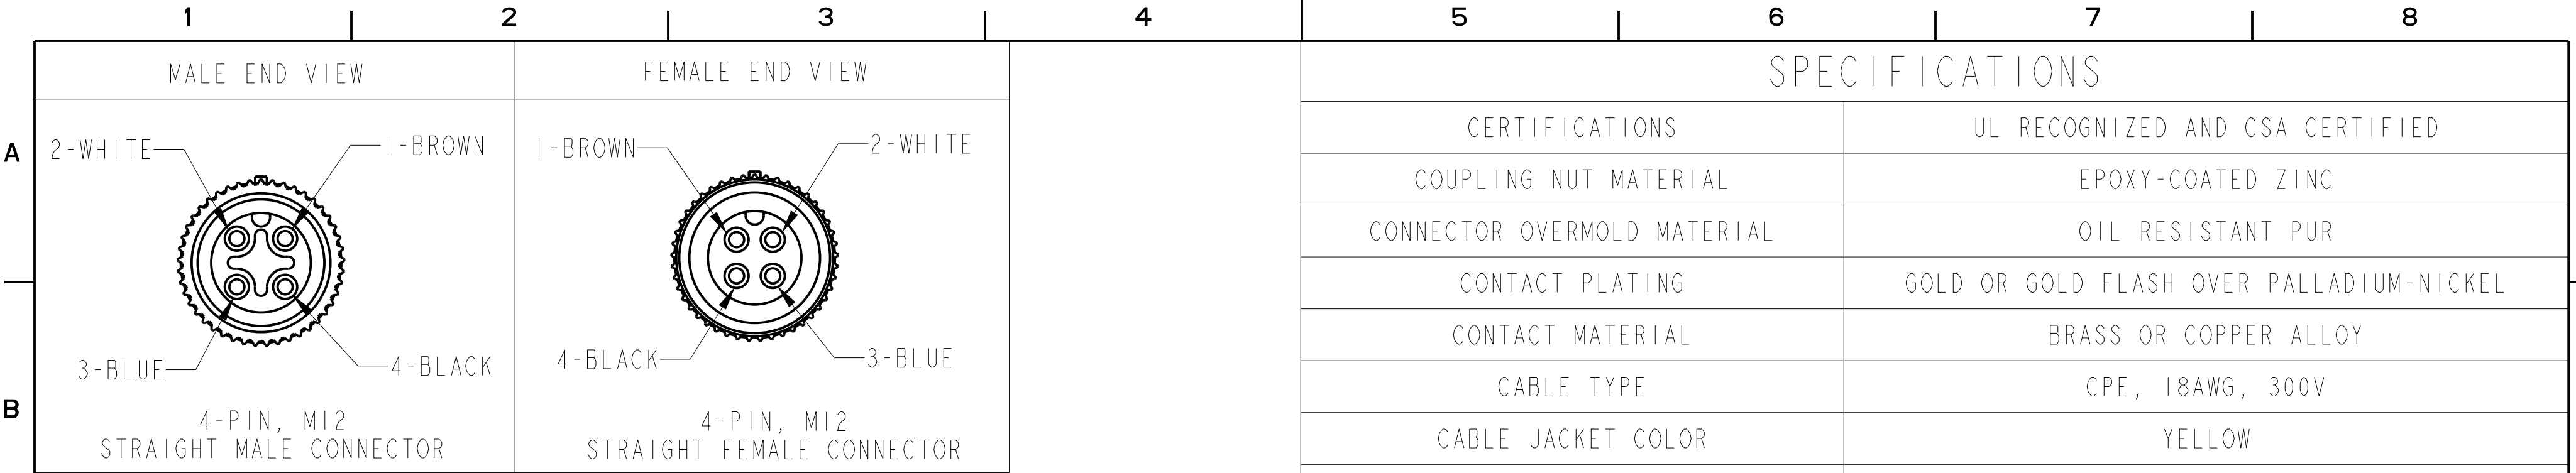 1 2 3 4 5 6 7 8
MALE END VIEW
FEMALE END VIEW
SPECIFICATIONS
A
B
2-WHITE
1-BROWN
3-BLUE
4-BLACK
4-PIN, M12
STRAIGHT MALE CONNECTOR
1-BROWN
2-WHITE
4-BLACK
3-BLUE
4-PIN, M12
STRAIGHT FEMALE CONNECTOR
CERTIFICATIONS UL RECOGNIZED AND CSA CERTIFIED
COUPLING NUT MATERIAL EPOXY-COATED ZINC
CONNECTOR OVERMOLD MATERIAL OIL RESISTANT PUR
CONTACT PLATING GOLD OR GOLD FLASH OVER PALLADIUM-NICKEL
CONTACT MATERIAL BRASS OR COPPER ALLOY
CABLE TYPE CPE, 18AWG, 300V
CABLE JACKET COLOR YELLOW